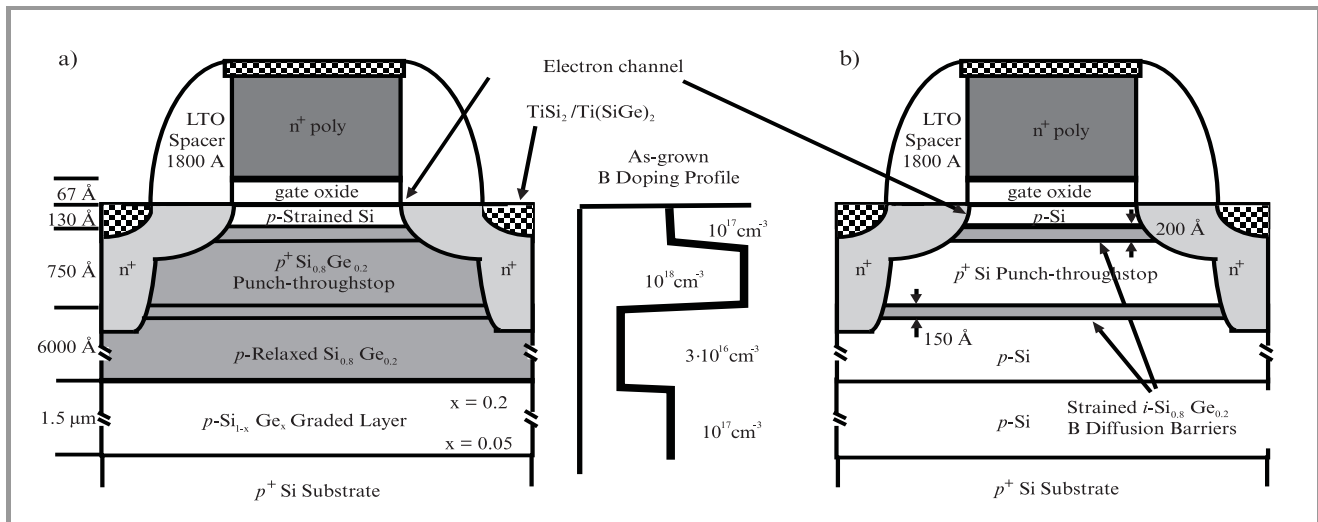 a)
LTO
Spacer
1800 A
n⁺ poly
gate oxide
p-Strained Si
n⁺
n⁺
p⁺ Si₀.₈Ge₀.₂
Punch-throughstop
p-Relaxed Si₀.₈ Ge₀.₂
x = 0.2
p-Si₁₋ₓ Geₓ Graded Layer
x = 0.05
p⁺ Si Substrate
67 Å
130 Å
750 Å
6000 Å
1.5 μm
Electron channel
TiSi₂ /Ti(SiGe)₂
As-grown
B Doping Profile
10¹⁷cm⁻³
10¹⁸cm⁻³
3·10¹⁶cm⁻³
10¹⁷cm⁻³
b)
LTO
Spacer
1800 A
n⁺ poly
gate oxide
p-Si
200 Å
n⁺
n⁺
p⁺ Si Punch-throughstop
150 Å
p-Si
Strained i-Si₀.₈ Ge₀.₂
B Diffusion Barriers
p-Si
p⁺ Si Substrate